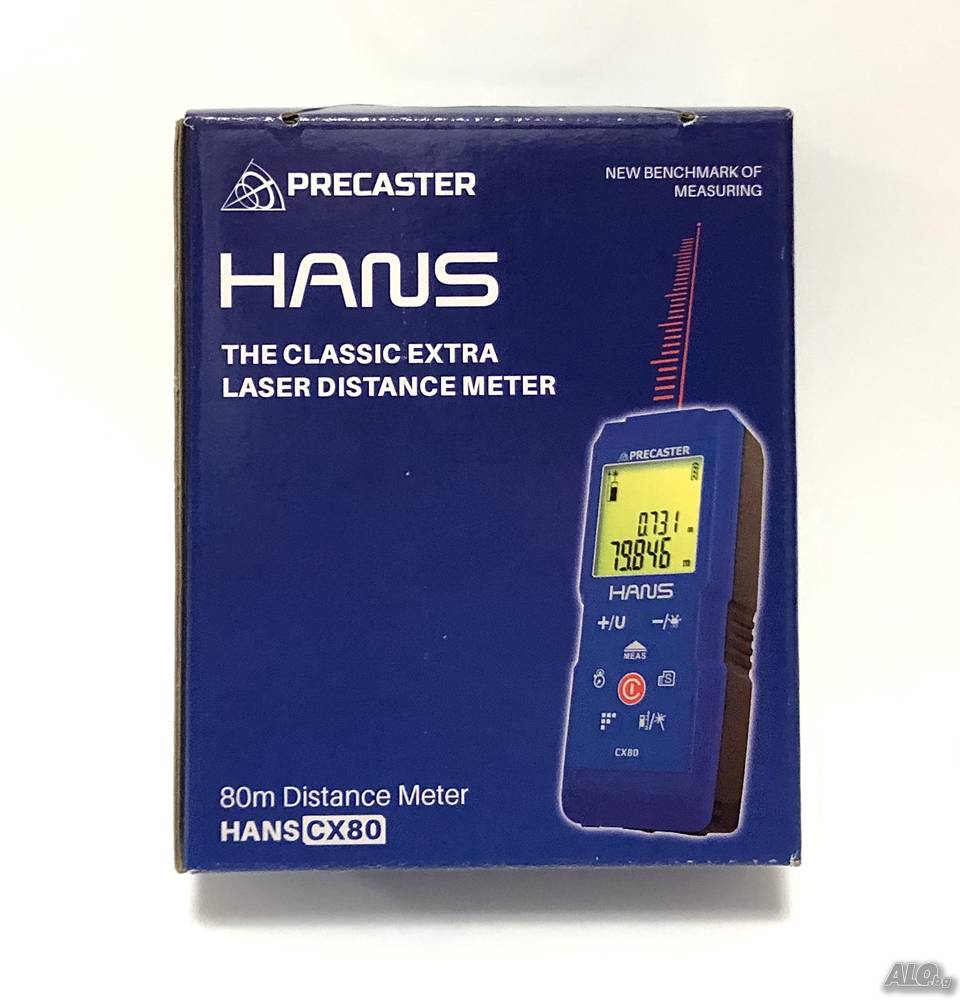 PRECASTER
NEW BENCHMARK OF
MEASURING
HANS
THE CLASSIC EXTRA
LASER DISTANCE METER
PRECASTER
0.731 m
79.846 m
HANS
+/U
MEAS
S
CX80
80m Distance Meter
HANS CX80
ALO.bg